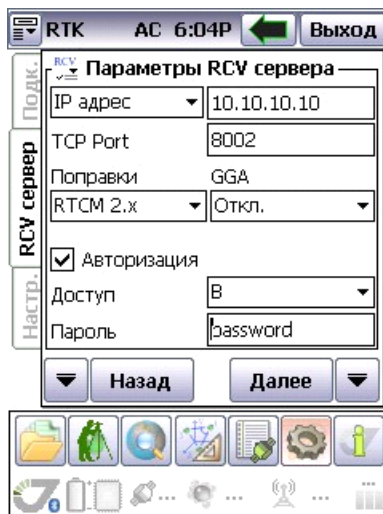 RTK AC 6:04P Выход
Подк.
RCV сервер
Настр.
RCV Параметры RCV сервера
IP адрес 10.10.10.10
TCP Port 8002
Поправки GGA
RTCM 2.x Откл.
Авторизация
Доступ B
Пароль password
Назад Далее
... ... ...